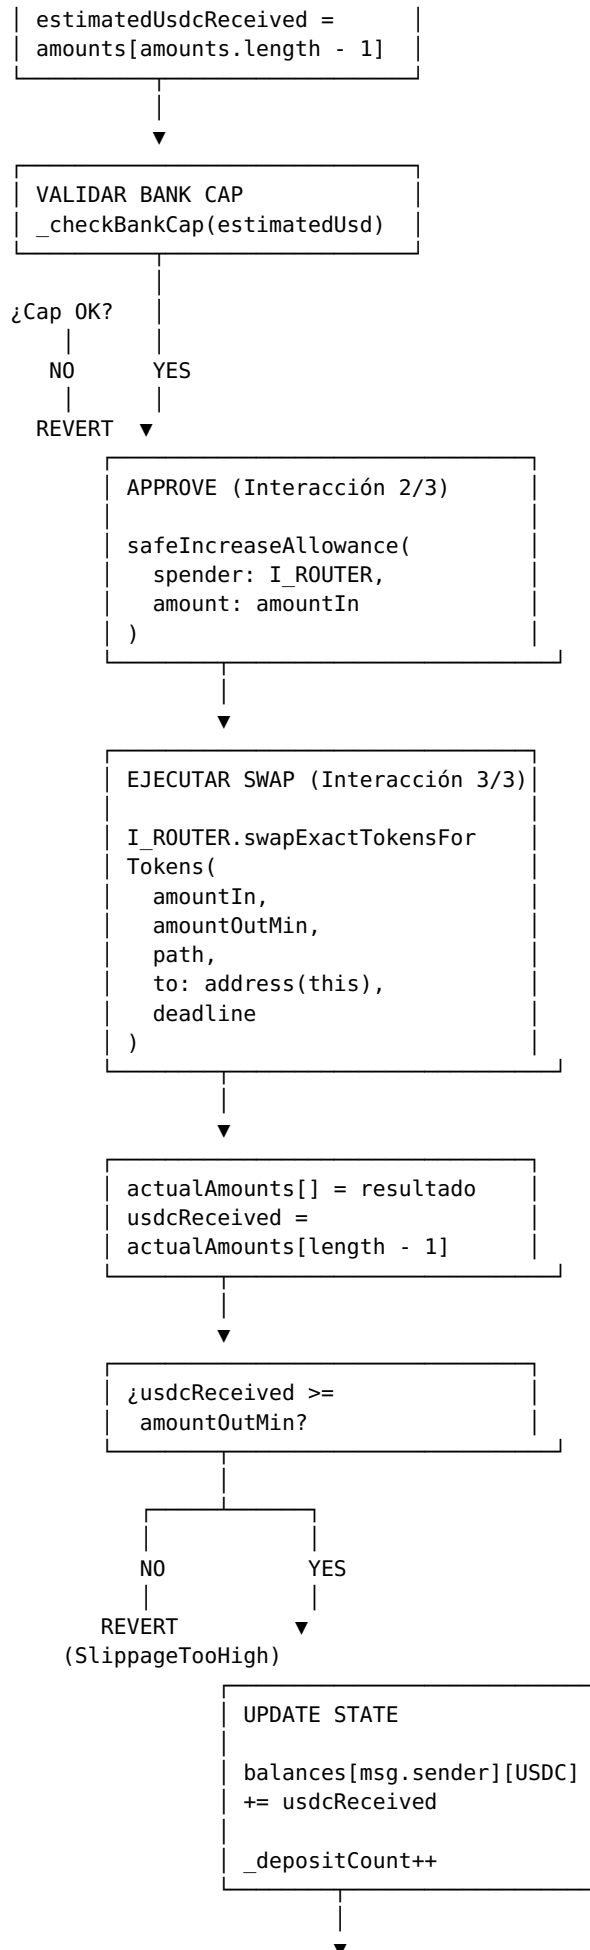 estimatedUsdcReceived =
amounts[amounts.length - 1]
VALIDAR BANK CAP
_checkBankCap(estimatedUsd)
¿Cap OK?
NO YES
REVERT
APPROVE (Interacción 2/3)
safeIncreaseAllowance(
spender: I_ROUTER,
amount: amountIn
)
EJECUTAR SWAP (Interacción 3/3)
I_ROUTER.swapExactTokensFor
Tokens(
amountIn,
amountOutMin,
path,
to: address(this),
deadline
)
actualAmounts[] = resultado
usdcReceived =
actualAmounts[length - 1]
¿usdcReceived >=
amountOutMin?
NO YES
REVERT
(SlippageTooHigh)
UPDATE STATE
balances[msg.sender][USDC]
+= usdcReceived
_depositCount++